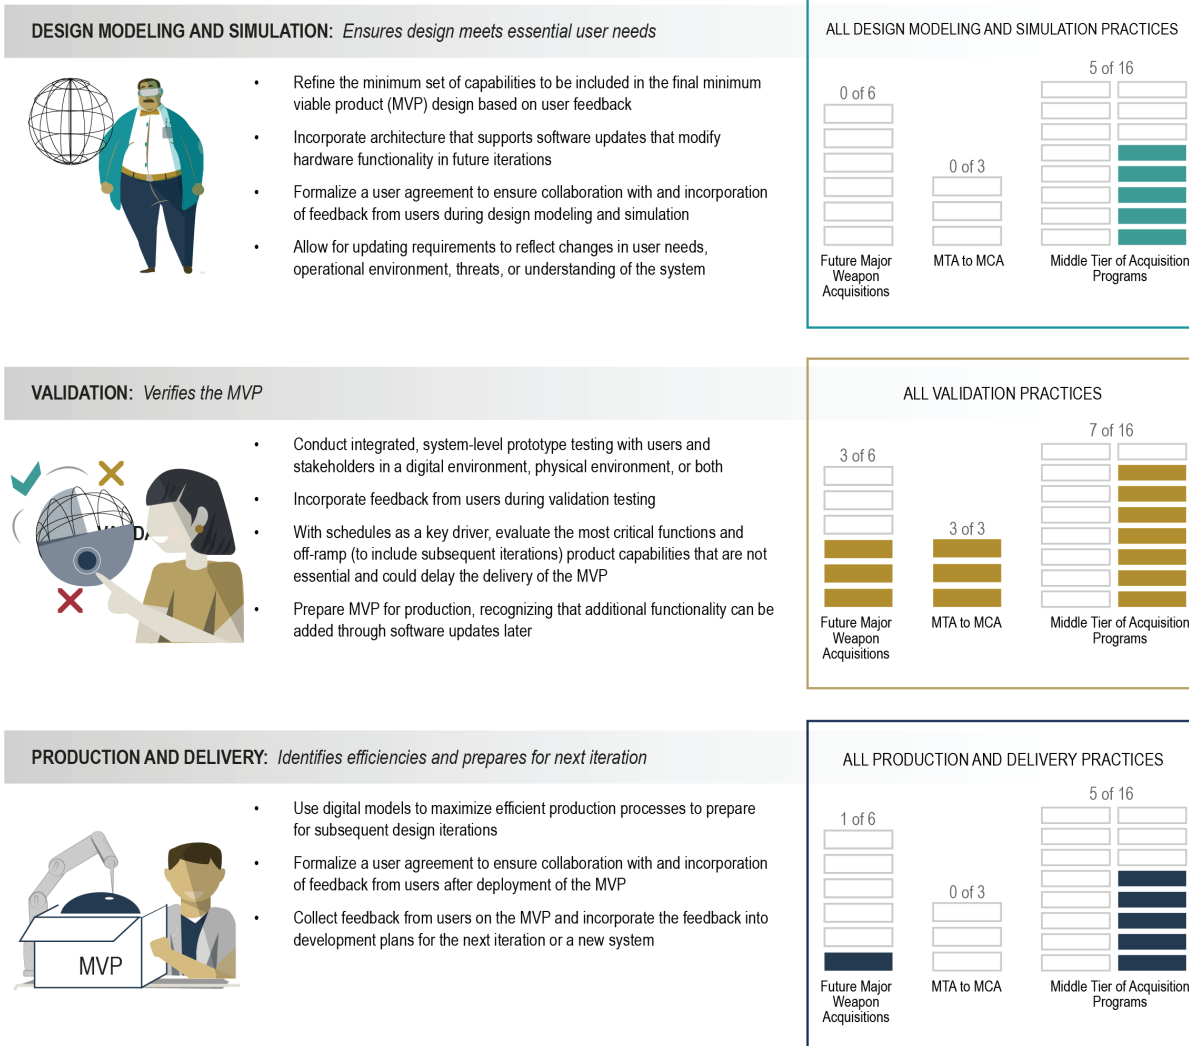 DESIGN MODELING AND SIMULATION: Ensures design meets essential user needs
• Refine the minimum set of capabilities to be included in the final minimum
viable product (MVP) design based on user feedback
• Incorporate architecture that supports software updates that modify
hardware functionality in future iterations
• Formalize a user agreement to ensure collaboration with and incorporation
of feedback from users during design modeling and simulation
• Allow for updating requirements to reflect changes in user needs,
operational environment, threats, or understanding of the system
ALL DESIGN MODELING AND SIMULATION PRACTICES
0 of 6
0 of 3
5 of 16
Future Major
Weapon
Acquisitions
MTA to MCA
Middle Tier of Acquisition
Programs
VALIDATION: Verifies the MVP
• Conduct integrated, system-level prototype testing with users and
stakeholders in a digital environment, physical environment, or both
• Incorporate feedback from users during validation testing
• With schedules as a key driver, evaluate the most critical functions and
off-ramp (to include subsequent iterations) product capabilities that are not
essential and could delay the delivery of the MVP
• Prepare MVP for production, recognizing that additional functionality can be
added through software updates later
ALL VALIDATION PRACTICES
3 of 6
3 of 3
7 of 16
Future Major
Weapon
Acquisitions
MTA to MCA
Middle Tier of Acquisition
Programs
PRODUCTION AND DELIVERY: Identifies efficiencies and prepares for next iteration
• Use digital models to maximize efficient production processes to prepare
for subsequent design iterations
• Formalize a user agreement to ensure collaboration with and incorporation
of feedback from users after deployment of the MVP
• Collect feedback from users on the MVP and incorporate the feedback into
development plans for the next iteration or a new system
MVP
ALL PRODUCTION AND DELIVERY PRACTICES
1 of 6
0 of 3
5 of 16
Future Major
Weapon
Acquisitions
MTA to MCA
Middle Tier of Acquisition
Programs